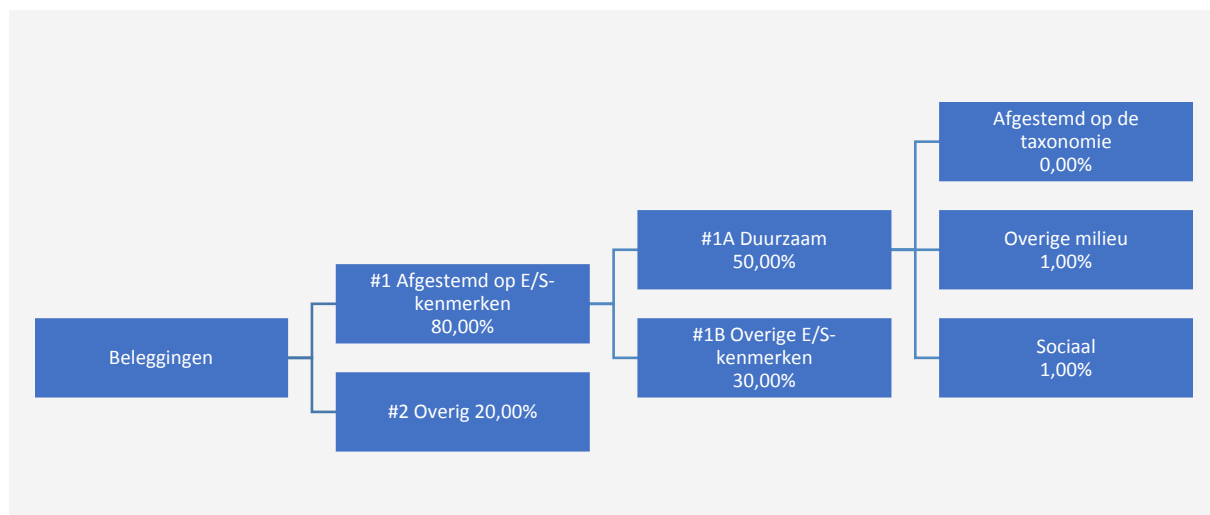 Beleggingen
#1 Afgestemd op E/S-
kenmerken
80,00%
#2 Overig 20,00%
#1A Duurzaam
50,00%
#1B Overige E/S-
kenmerken
30,00%
Afgestemd op de
taxonomie
0,00%
Overige milieu
1,00%
Sociaal
1,00%